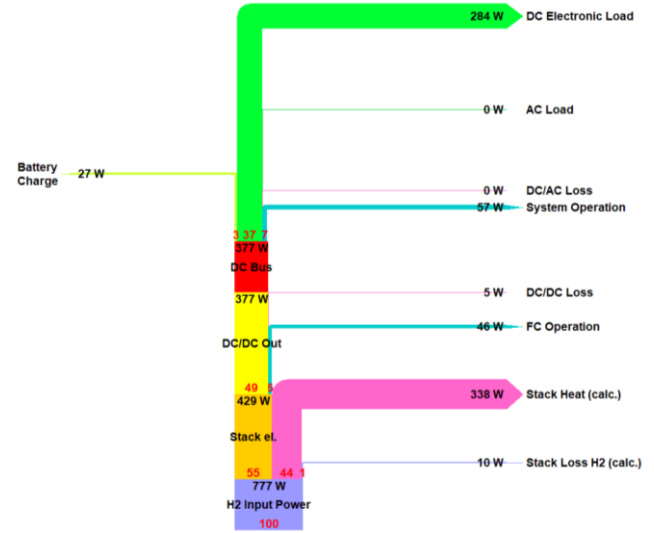 284 W DC Electronic Load
0 W AC Load
Battery
Charge
27 W
0 W DC/AC Loss
57 W System Operation
3 37 7
377 W
DC Bus
377 W
5 W DC/DC Loss
46 W FC Operation
DC/DC Out
49 6
429 W
338 W Stack Heat (calc.)
Stack el.
10 W Stack Loss H2 (calc.)
55 44 1
777 W
H2 Input Power
100